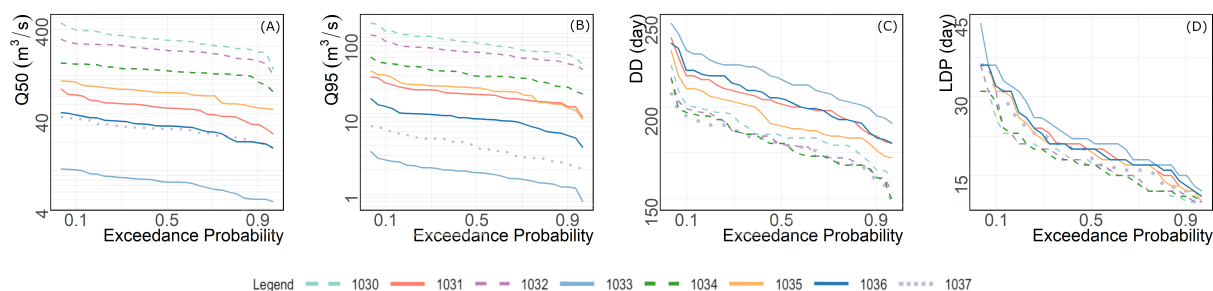 (A)
Q50 (m³/s)
400
40
4
0.1 0.5 0.9
Exceedance Probability
(B)
Q95 (m³/s)
100
10
1
0.1 0.5 0.9
Exceedance Probability
(C)
DD (day)
250
200
150
0.1 0.5 0.9
Exceedance Probability
(D)
LDP (day)
45
30
15
0.1 0.5 0.9
Exceedance Probability
Legend 1030 1031 1032 1033 1034 1035 1036 1037